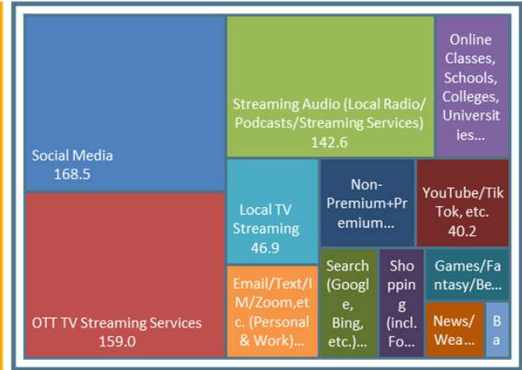 Social Media
168.5
OTT TV Streaming Services
159.0
Streaming Audio (Local Radio/
Podcasts/Streaming Services)
142.6
Online
Classes,
Schools,
Colleges,
Universit
ies...
Local TV
Streaming
46.9
Non-
Premium+Pr
emium...
YouTube/Tik
Tok, etc.
40.2
Email/Text/I
M/Zoom,et
c. (Personal
& Work)...
Search
(Googl
e,
Bing,
etc.)...
Sho
ppin
g
(incl.
Fo...
Games/Fa
ntasy/Be...
News/
Wea...
B
a